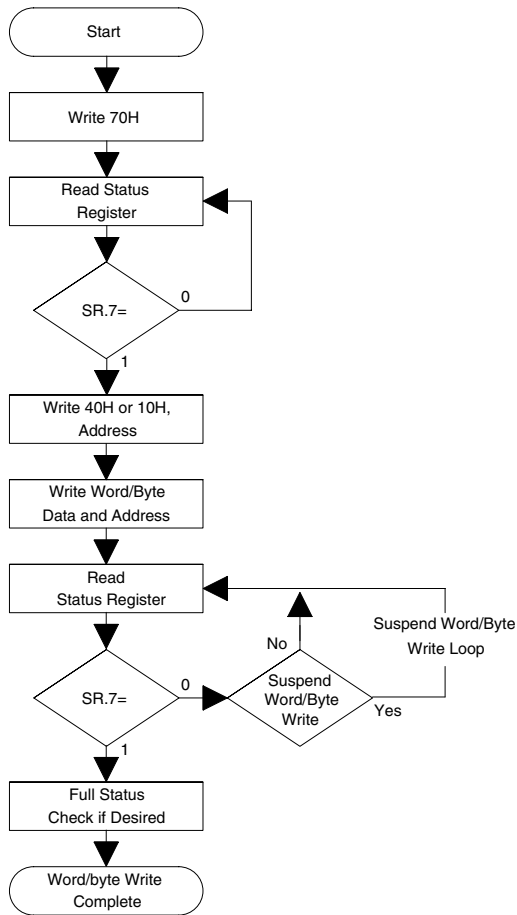 Start
Write 70H
Read Status
Register
SR.7=
0
1
Write 40H or 10H,
Address
Write Word/Byte
Data and Address
Read
Status Register
Suspend Word/Byte
Write Loop
No
SR.7=
0
Suspend
Word/Byte
Write
Yes
1
Full Status
Check if Desired
Word/byte Write
Complete